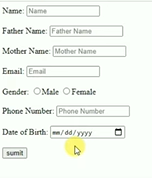 Name: Name
Father Name: Father Name
Mother Name: Mother Name
Email: Email
Gender: Male Female
Phone Number: Phone Number
Date of Birth: mm/dd/yyyy
sumit